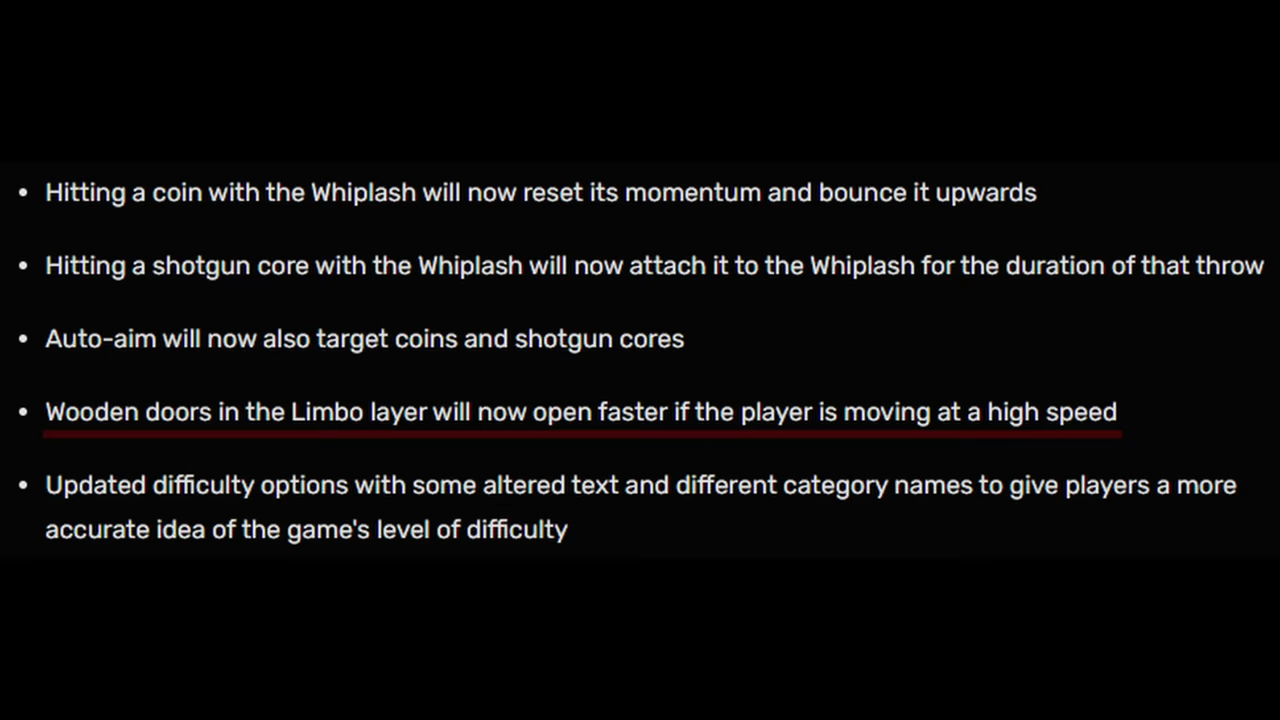 • Hitting a coin with the Whiplash will now reset its momentum and bounce it upwards
• Hitting a shotgun core with the Whiplash will now attach it to the Whiplash for the duration of that throw
• Auto-aim will now also target coins and shotgun cores
• Wooden doors in the Limbo layer will now open faster if the player is moving at a high speed
• Updated difficulty options with some altered text and different category names to give players a more
accurate idea of the game's level of difficulty